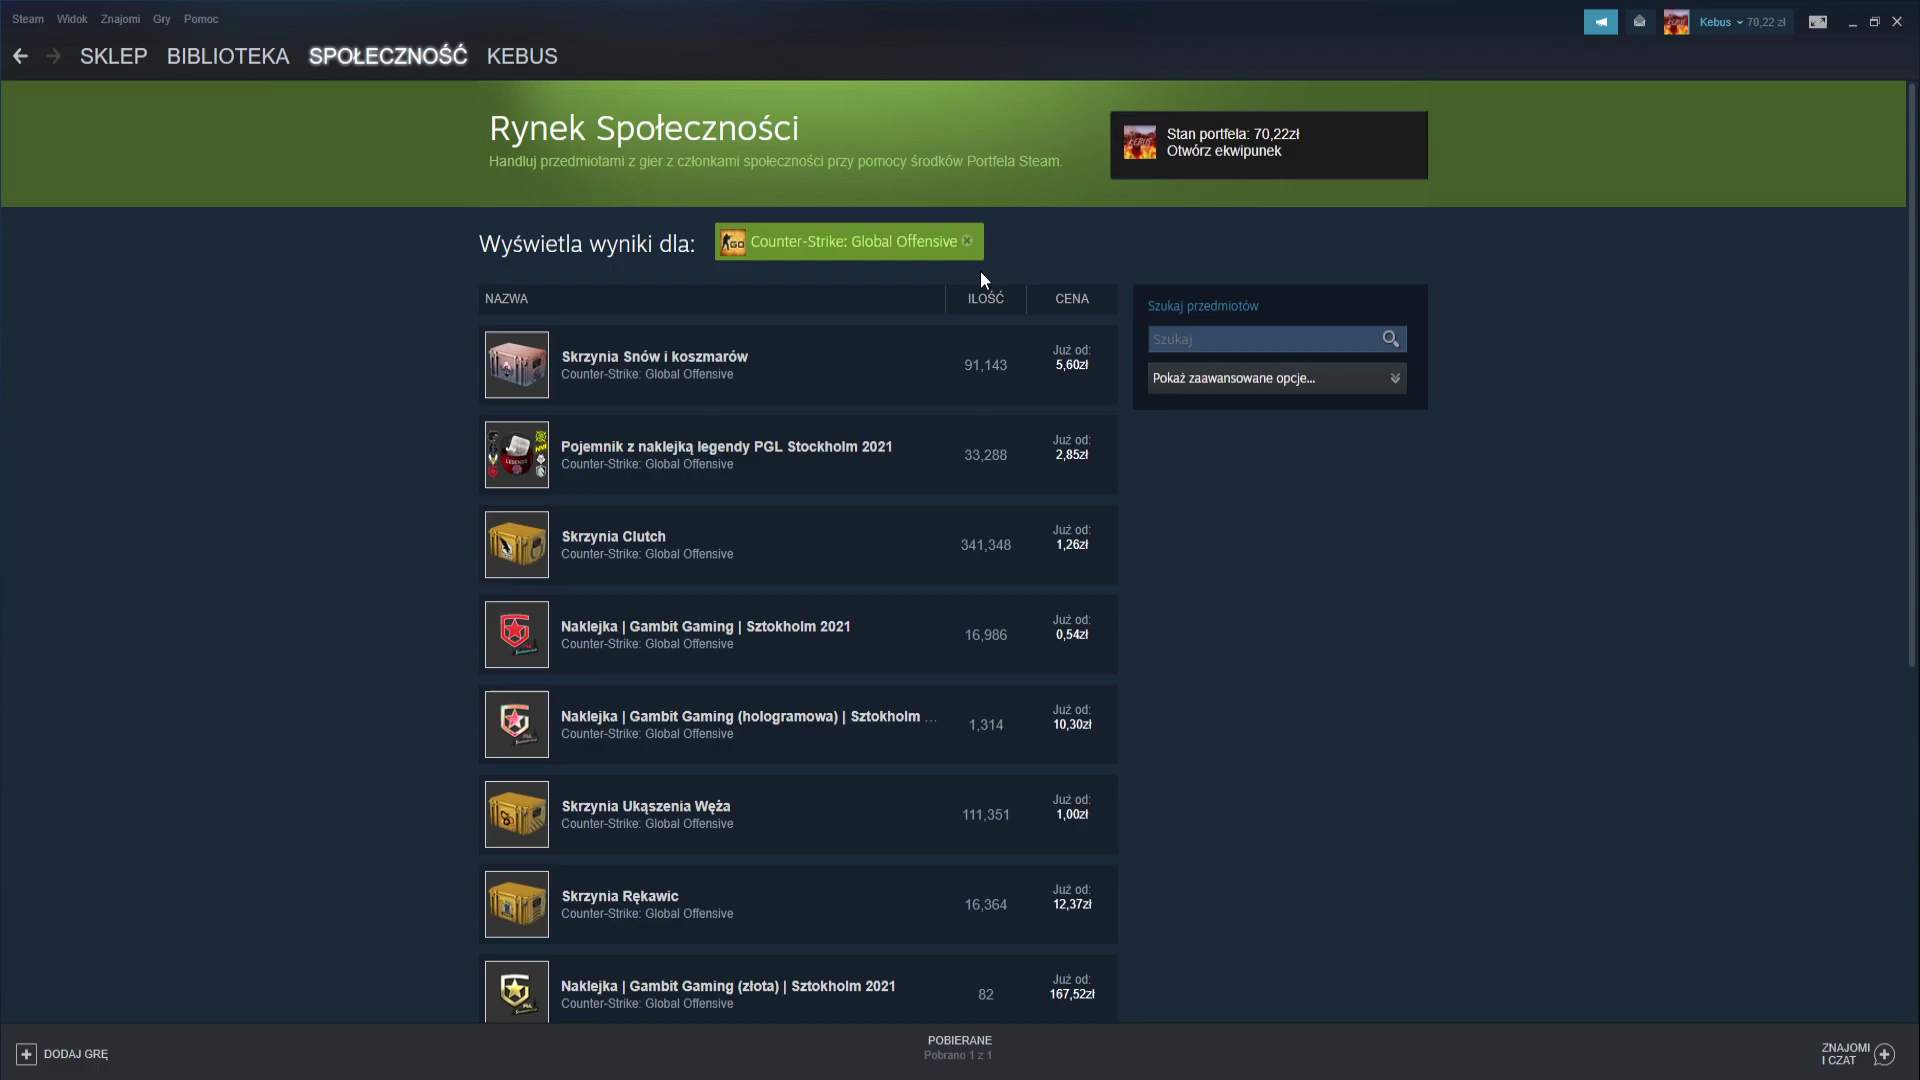 Steam Widok Znajomi Gry Pomoc
Kebus 70,22 zł
SKLEP BIBLIOTEKA SPOŁECZNOŚĆ KEBUS
Rynek Społeczności
Handluj przedmiotami z gier z członkami społeczności przy pomocy środków Portfela Steam.
Stan portfela: 70,22zł
Otwórz ekwipunek
Wyświetla wyniki dla: Counter-Strike: Global Offensive
NAZWA ILOŚĆ CENA
Skrzynia Snów i koszmarów
Counter-Strike: Global Offensive
91,143
Już od:
5,60zł
Pojemnik z naklejką legendy PGL Stockholm 2021
Counter-Strike: Global Offensive
33,288
Już od:
2,85zł
Skrzynia Clutch
Counter-Strike: Global Offensive
341,348
Już od:
1,26zł
Naklejka | Gambit Gaming | Sztokholm 2021
Counter-Strike: Global Offensive
16,986
Już od:
0,54zł
Naklejka | Gambit Gaming (hologramowa) | Sztokholm ...
Counter-Strike: Global Offensive
1,314
Już od:
10,30zł
Skrzynia Ukąszenia Węża
Counter-Strike: Global Offensive
111,351
Już od:
1,00zł
Skrzynia Rękawic
Counter-Strike: Global Offensive
16,364
Już od:
12,37zł
Naklejka | Gambit Gaming (złota) | Sztokholm 2021
Counter-Strike: Global Offensive
82
Już od:
167,52zł
Szukaj przedmiotów
Szukaj
Pokaż zaawansowane opcje...
DODAJ GRĘ
POBIERANE
Pobrano 1 z 1
ZNAJOMI
I CZAT